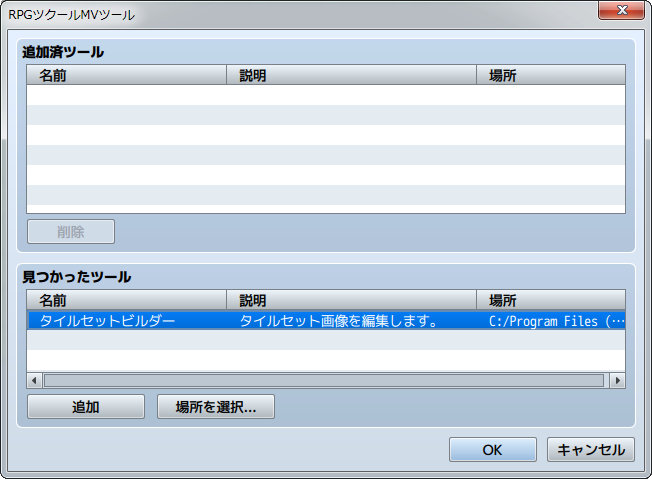 RPGツクールMVツール
追加済ツール
名前 説明 場所
削除
見つかったツール
名前 説明 場所
タイルセットビルダー タイルセット画像を編集します。 C:/Program Files (…
追加 場所を選択...
OK キャンセル